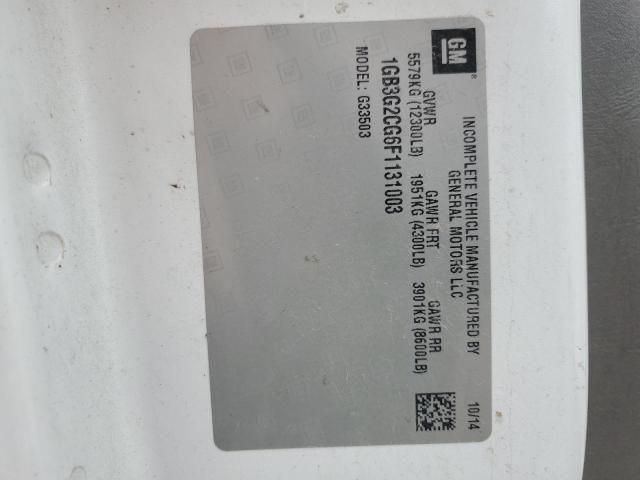 GM
INCOMPLETE VEHICLE MANUFACTURED BY
GENERAL MOTORS LLC
10/14
GVWR GAWR FRT GAWR RR
5579KG (12300LB) 1951KG (4300LB) 3901KG (8600LB)
1GB3G2CG6F1131003
MODEL: G33503